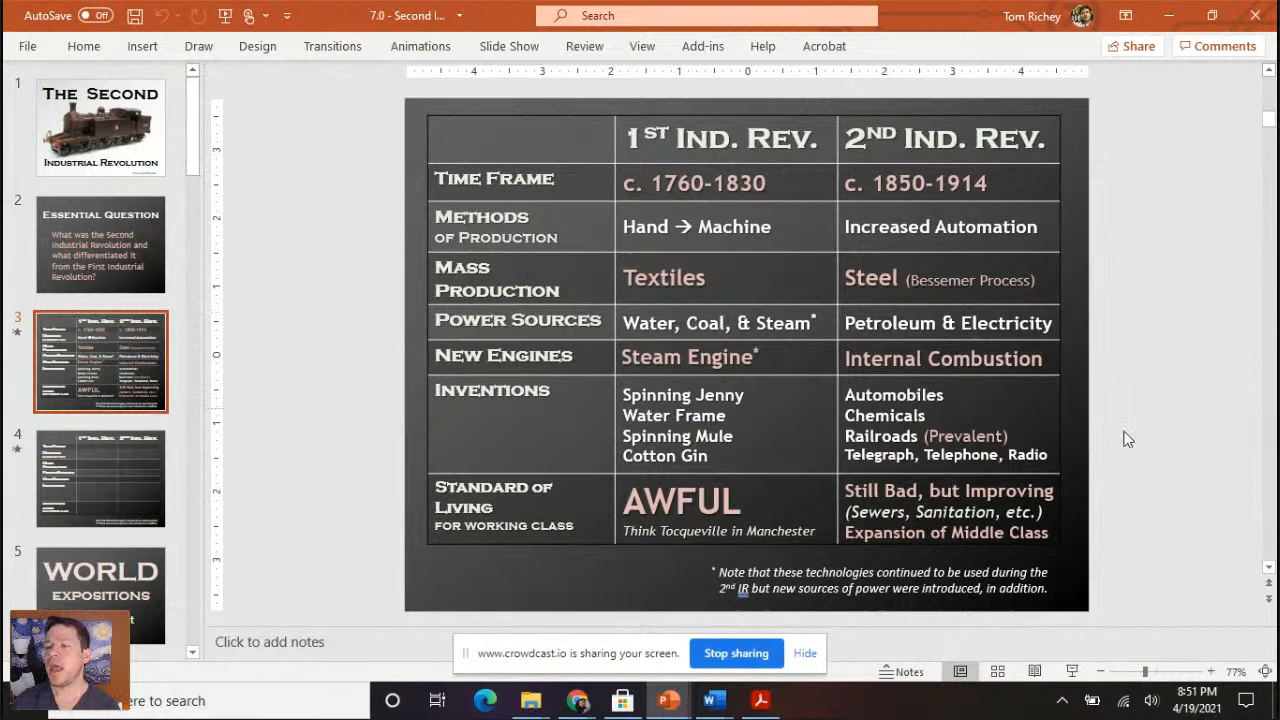 AutoSave Off 7.0 - Second I... Search Tom Richey
File Home Insert Draw Design Transitions Animations Slide Show Review View Add-ins Help Acrobat Share Comments
1
THE SECOND
INDUSTRIAL REVOLUTION
2
ESSENTIAL QUESTION
What was the Second
Industrial Revolution and
what differentiated it
from the First Industrial
Revolution?
3
4
5
WORLD
EXPOSITIONS
1ST IND. REV. 2ND IND. REV.
TIME FRAME c. 1760-1830 c. 1850-1914
METHODS
OF PRODUCTION Hand → Machine Increased Automation
MASS
PRODUCTION Textiles Steel (Bessemer Process)
POWER SOURCES Water, Coal, & Steam* Petroleum & Electricity
NEW ENGINES Steam Engine* Internal Combustion
INVENTIONS Spinning Jenny Automobiles
Water Frame Chemicals
Spinning Mule Railroads (Prevalent)
Cotton Gin Telegraph, Telephone, Radio
STANDARD OF
LIVING
FOR WORKING CLASS
AWFUL
Think Tocqueville in Manchester
Still Bad, but Improving
(Sewers, Sanitation, etc.)
Expansion of Middle Class
* Note that these technologies continued to be used during the
2nd IR but new sources of power were introduced, in addition.
Click to add notes
www.crowdcast.io is sharing your screen. Stop sharing Hide
Notes 77%
ere to search
8:51 PM
4/19/2021